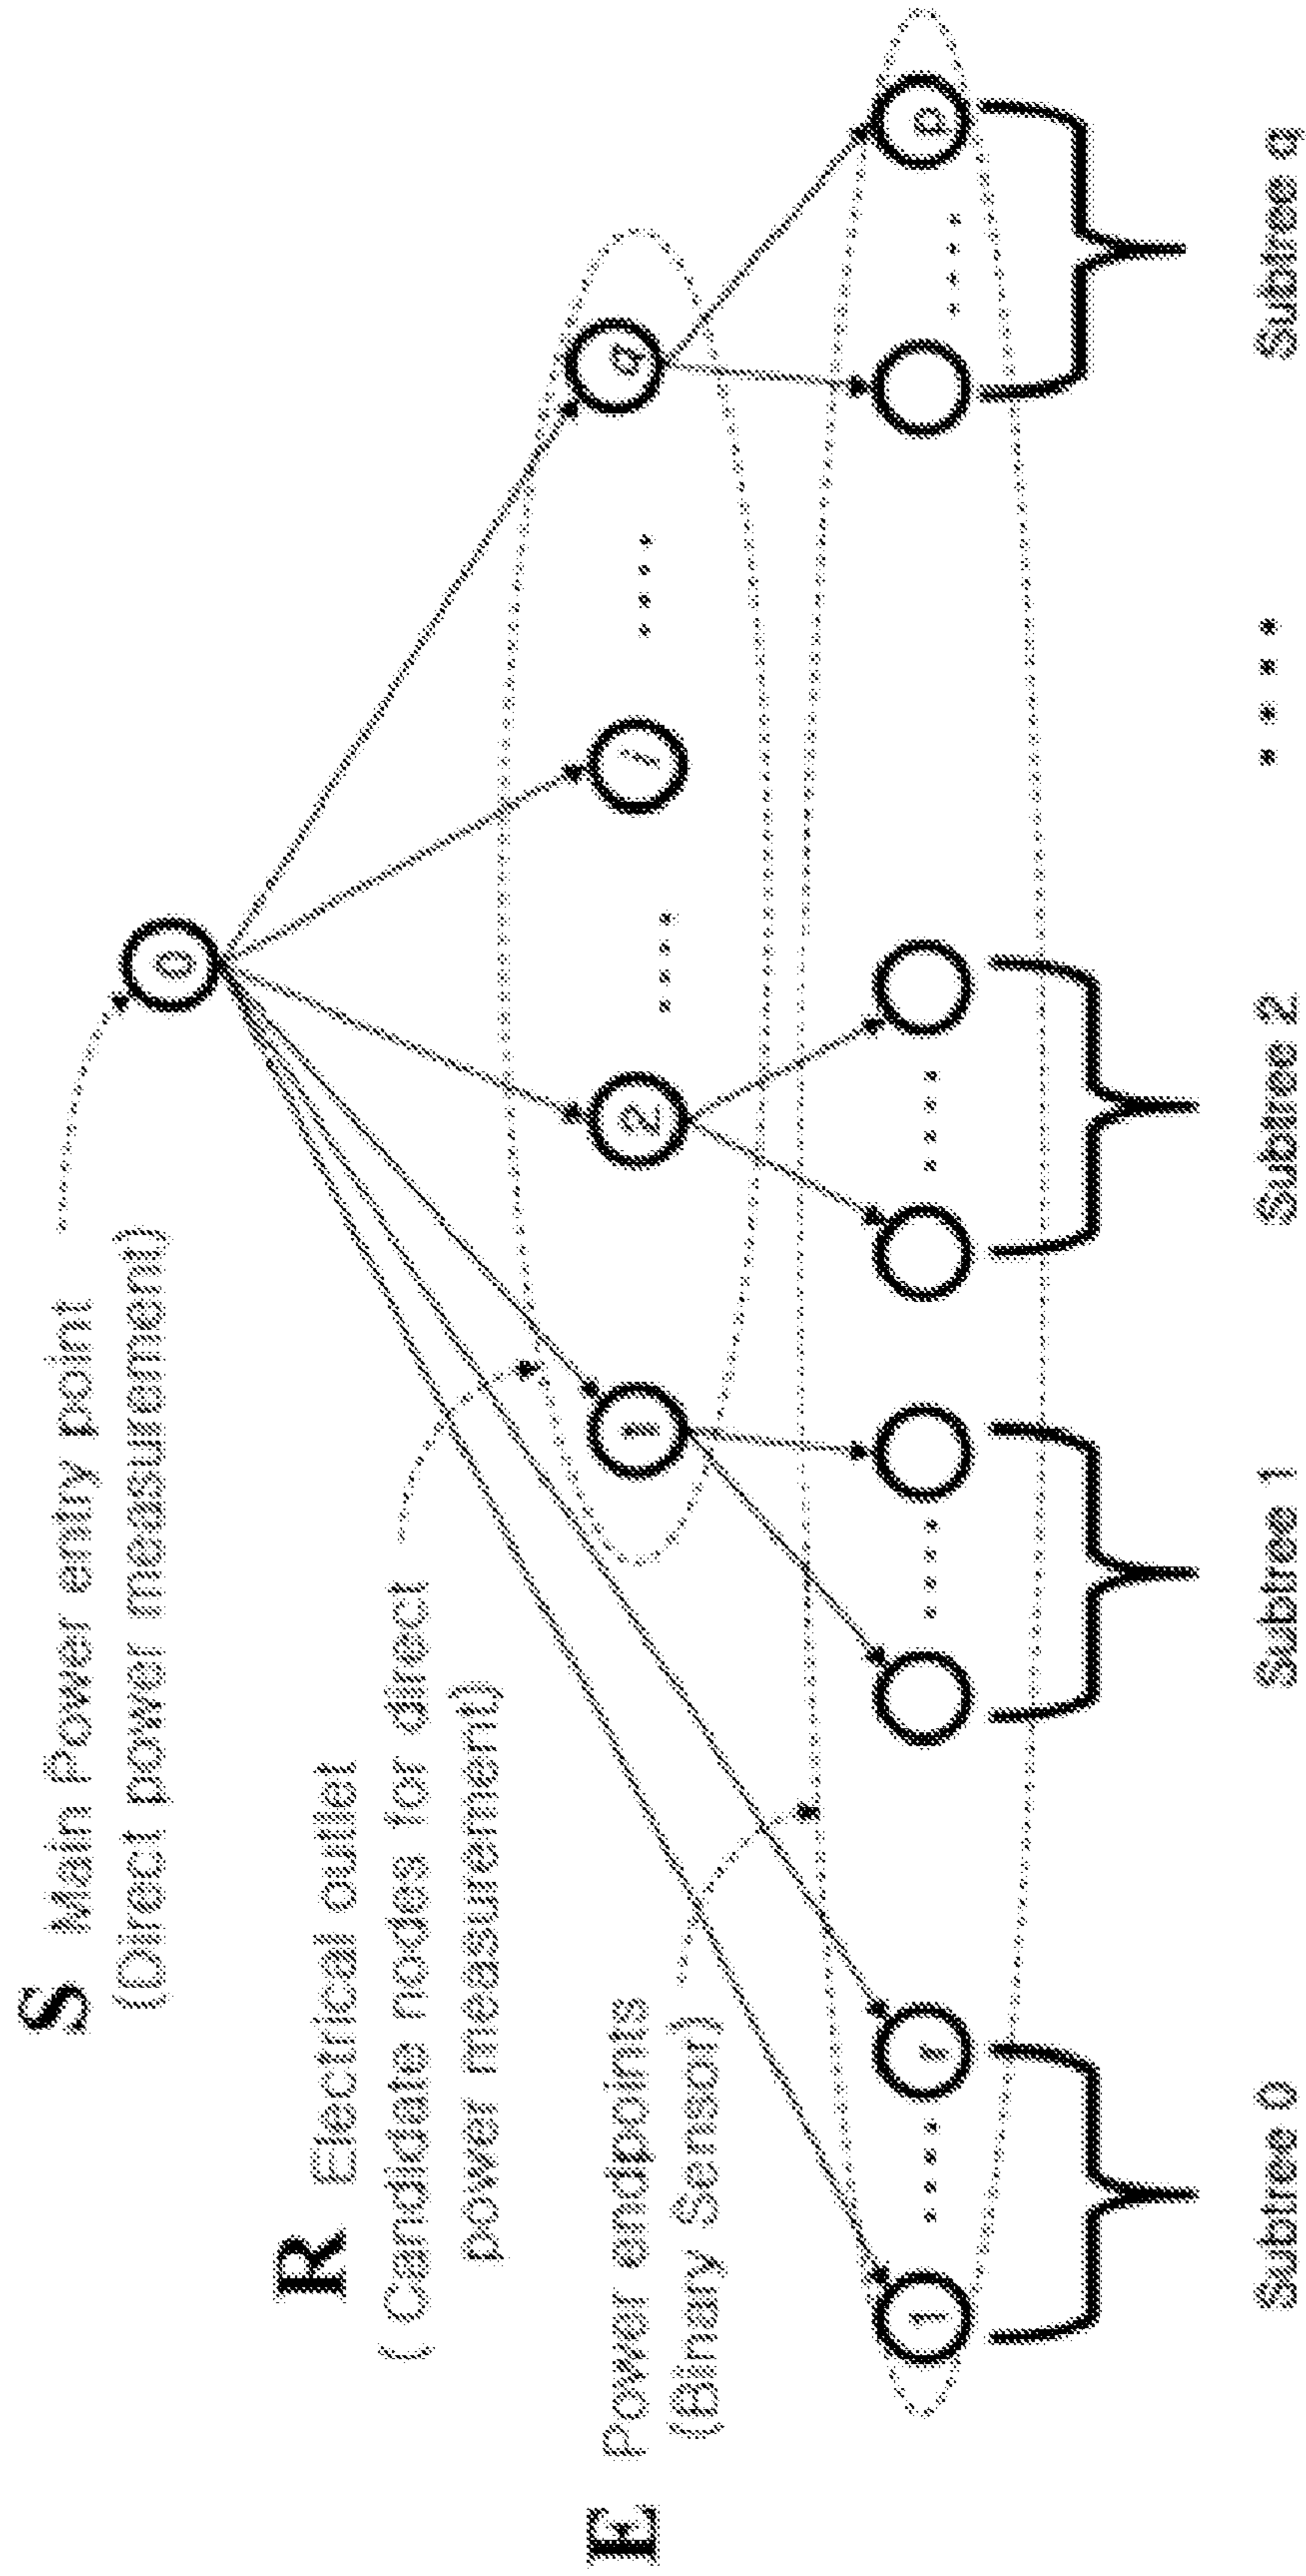 S Main Power entry point
(Direct power measurement)
0
R Electrical outlet
( Candidate nodes for direct
power measurement)
1 2 i q
E Power endpoints
(Binary Sensor)
1 r p
Subtree 0 Subtree 1 Subtree 2 Subtree q